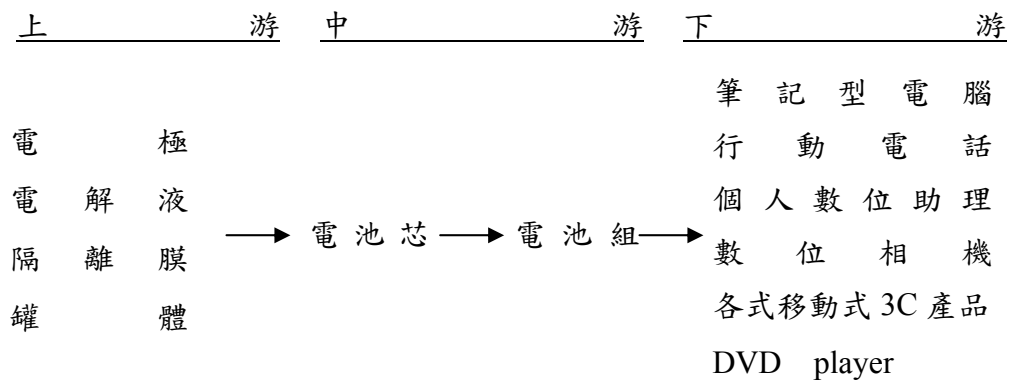 上游 中游 下游
筆記型電腦
電極
行動電話
電解液
個人數位助理
電池芯 電池組
隔離膜
數位相機
罐體
各式移動式 3C 產品
DVD player